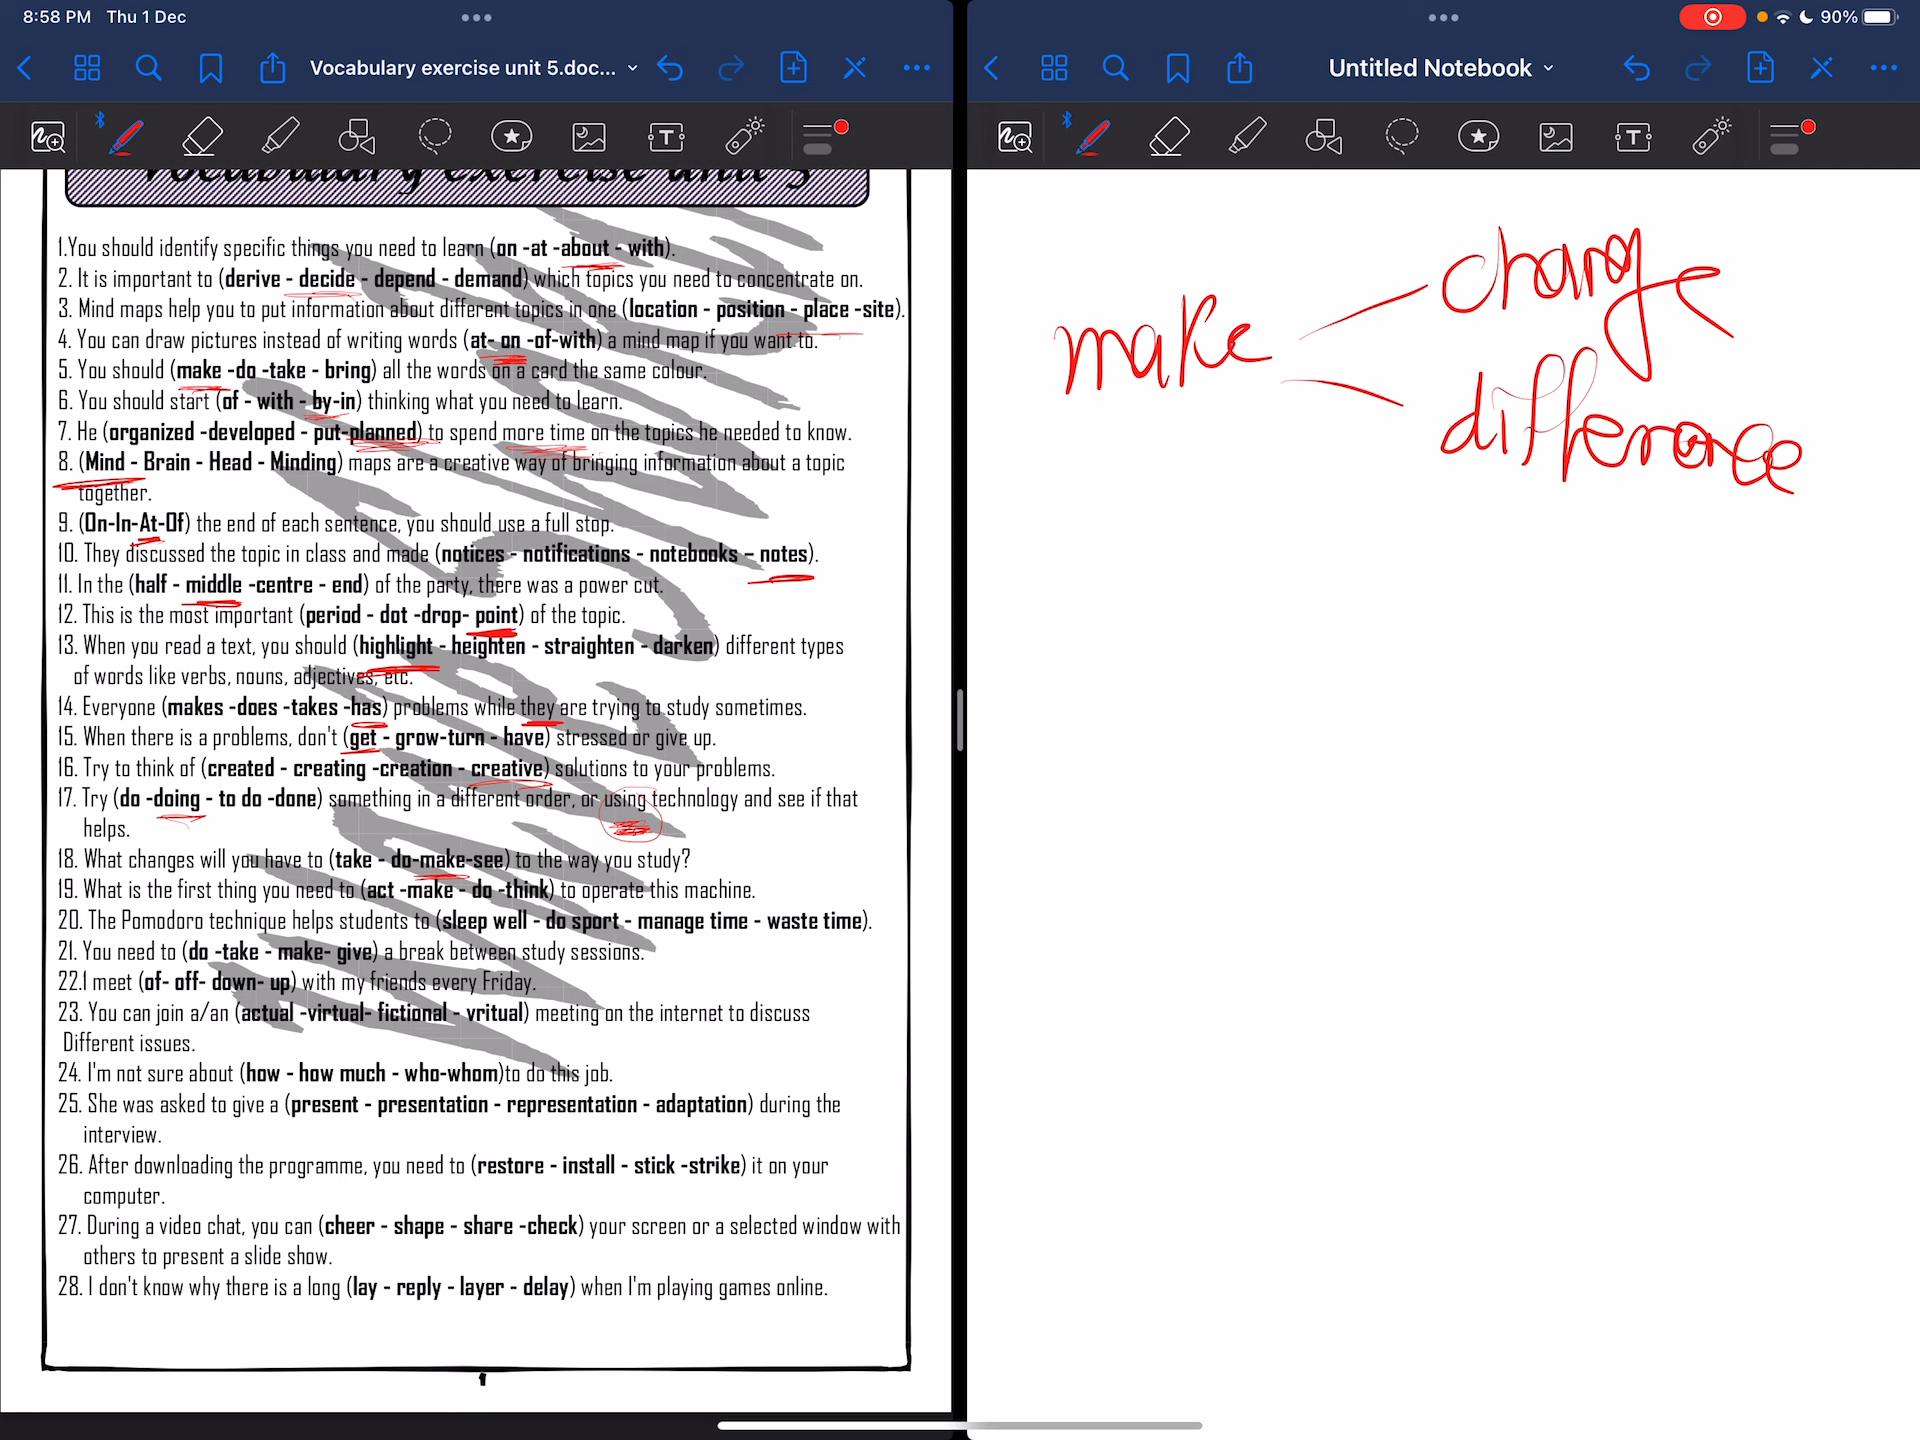 8:58 PM Thu 1 Dec
90%
Vocabulary exercise unit 5.doc...
Untitled Notebook
Vocabulary exercise unit 5
1.You should identify specific things you need to learn (on -at -about - with).
2. It is important to (derive - decide - depend - demand) which topics you need to concentrate on.
3. Mind maps help you to put information about different topics in one (location - position - place -site).
4. You can draw pictures instead of writing words (at- on -of-with) a mind map if you want to.
5. You should (make -do -take - bring) all the words on a card the same colour.
6. You should start (of - with - by-in) thinking what you need to learn.
7. He (organized -developed - put-planned) to spend more time on the topics he needed to know.
8. (Mind - Brain - Head - Minding) maps are a creative way of bringing information about a topic
together.
9. (On-In-At-Of) the end of each sentence, you should use a full stop.
10. They discussed the topic in class and made (notices - notifications - notebooks – notes).
11. In the (half - middle -centre - end) of the party, there was a power cut.
12. This is the most important (period - dot -drop- point) of the topic.
13. When you read a text, you should (highlight - heighten - straighten - darken) different types
of words like verbs, nouns, adjectives, etc.
14. Everyone (makes -does -takes -has) problems while they are trying to study sometimes.
15. When there is a problems, don't (get - grow-turn - have) stressed or give up.
16. Try to think of (created - creating -creation - creative) solutions to your problems.
17. Try (do -doing - to do -done) something in a different order, or using technology and see if that
helps.
18. What changes will you have to (take - do-make-see) to the way you study?
19. What is the first thing you need to (act -make - do -think) to operate this machine.
20. The Pomodoro technique helps students to (sleep well - do sport - manage time - waste time).
21. You need to (do -take - make- give) a break between study sessions.
22.I meet (of- off- down- up) with my friends every Friday.
23. You can join a/an (actual -virtual- fictional - vritual) meeting on the internet to discuss
Different issues.
24. I'm not sure about (how - how much - who-whom)to do this job.
25. She was asked to give a (present - presentation - representation - adaptation) during the
interview.
26. After downloading the programme, you need to (restore - install - stick -strike) it on your
computer.
27. During a video chat, you can (cheer - shape - share -check) your screen or a selected window with
others to present a slide show.
28. I don't know why there is a long (lay - reply - layer - delay) when I'm playing games online.
1
make
change
difference